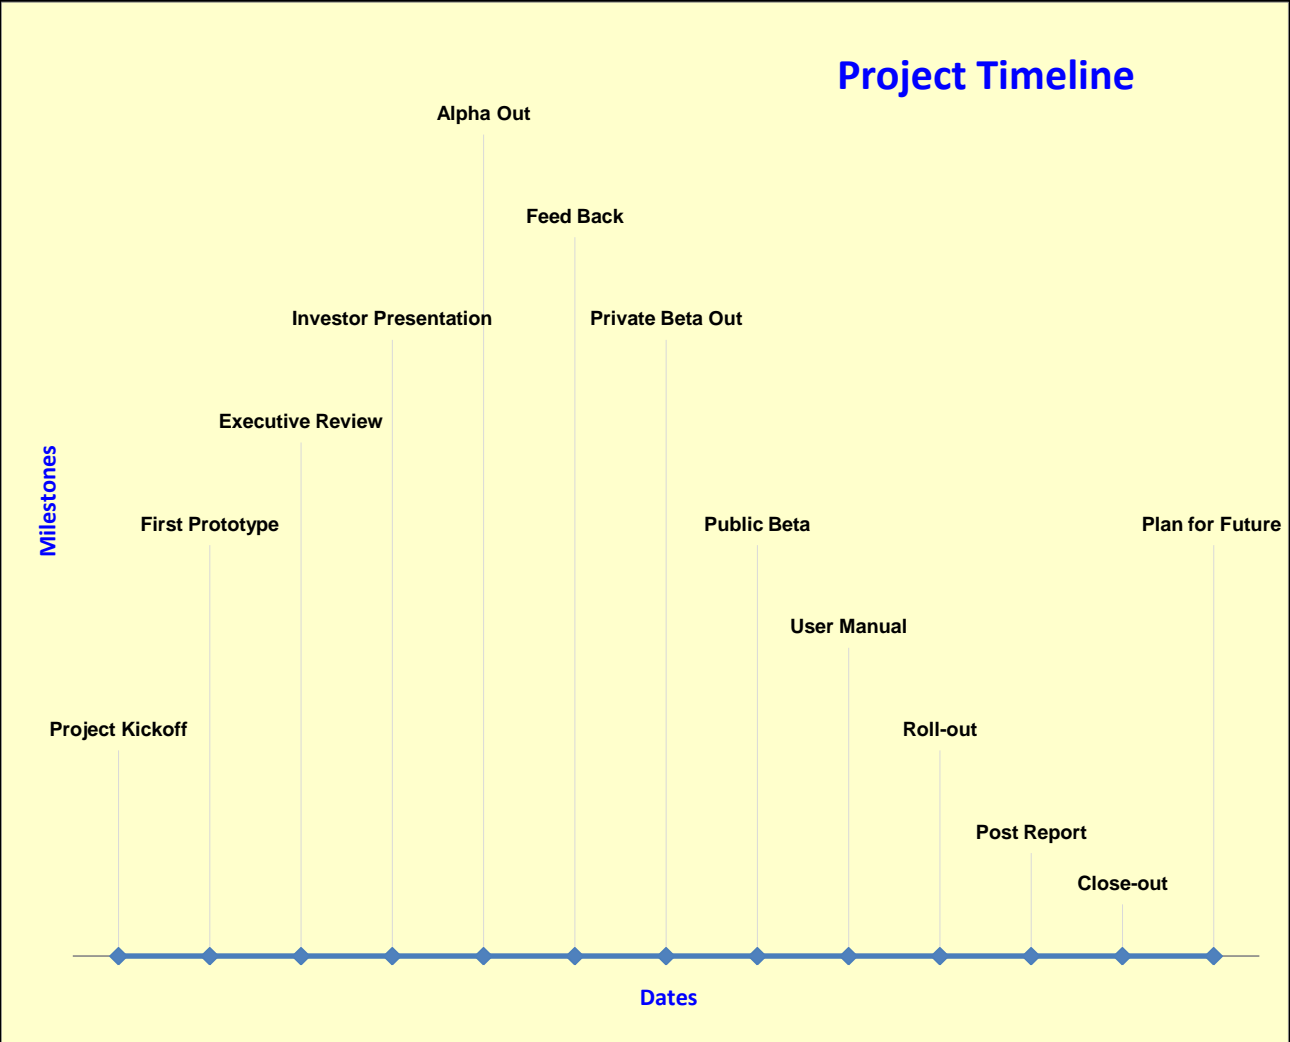 Project Timeline
Alpha Out
Feed Back
Investor Presentation
Private Beta Out
Executive Review
Milestones
First Prototype
Public Beta
Plan for Future
User Manual
Project Kickoff
Roll-out
Post Report
Close-out
Dates